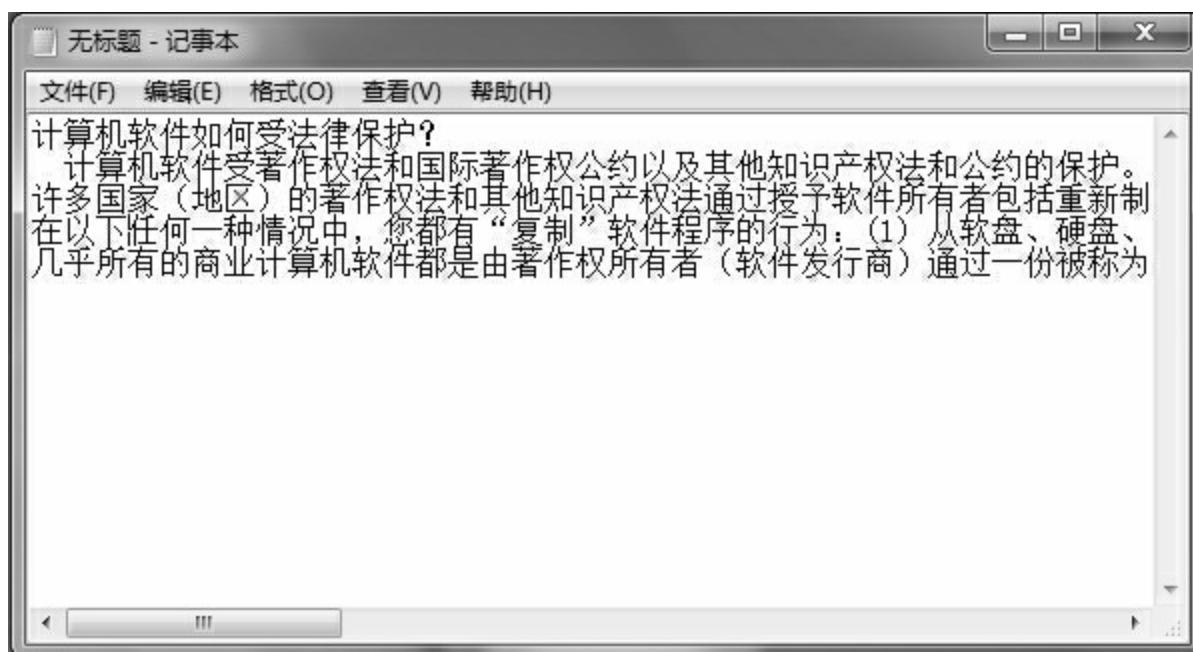 无标题 - 记事本
文件(F) 编辑(E) 格式(O) 查看(V) 帮助(H)
计算机软件如何受法律保护?
计算机软件受著作权法和国际著作权公约以及其他知识产权法和公约的保护。
许多国家（地区）的著作权法和其他知识产权法通过授予软件所有者包括重新制
在以下任何一种情况中，您都有“复制”软件程序的行为：（1）从软盘、硬盘、
几乎所有的商业计算机软件都是由著作权所有者（软件发行商）通过一份被称为